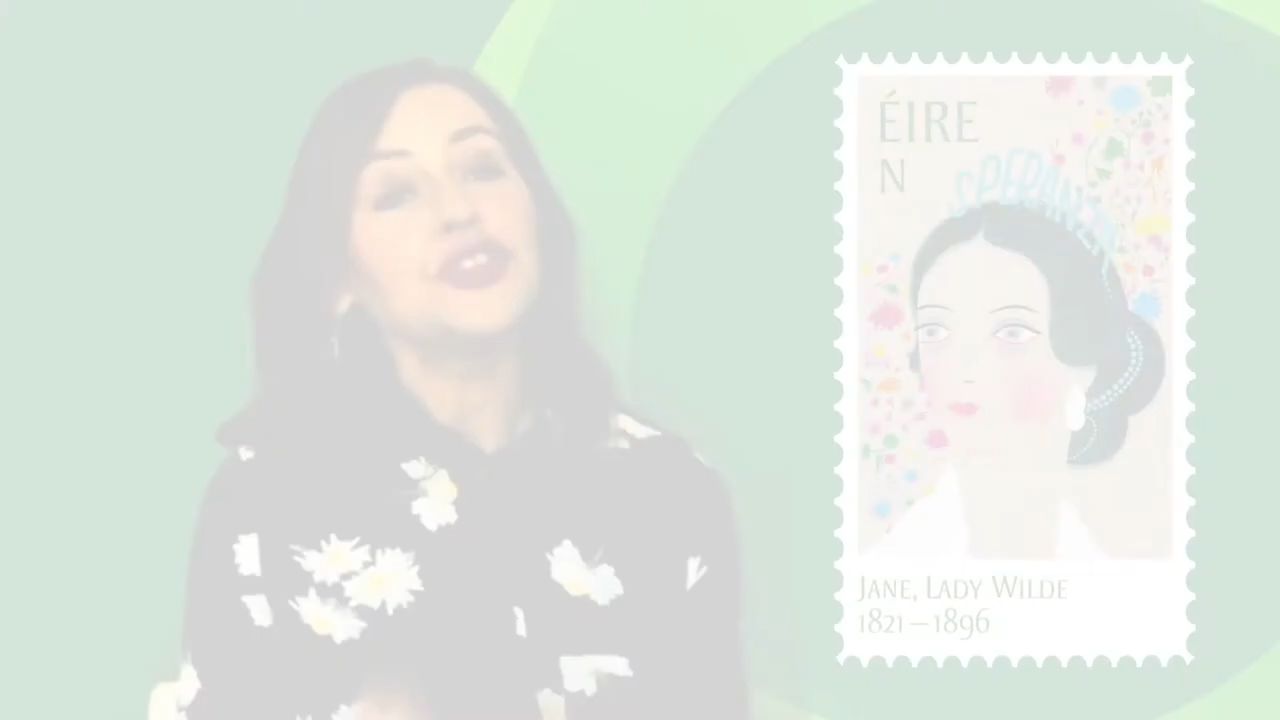 ÉIRE
N
SPERANZA
JANE, LADY WILDE
1821–1896